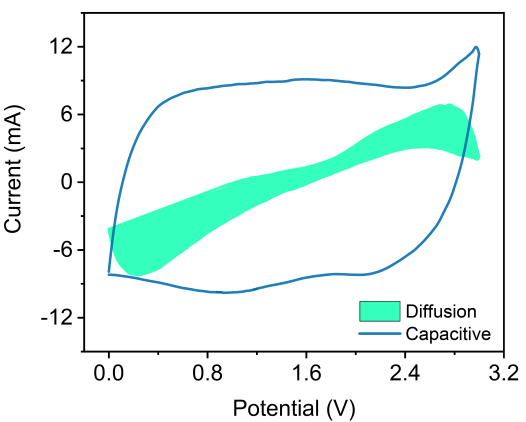 12
6
0
-6
-12
Current (mA)
Diffusion
Capacitive
0.0 0.8 1.6 2.4 3.2
Potential (V)